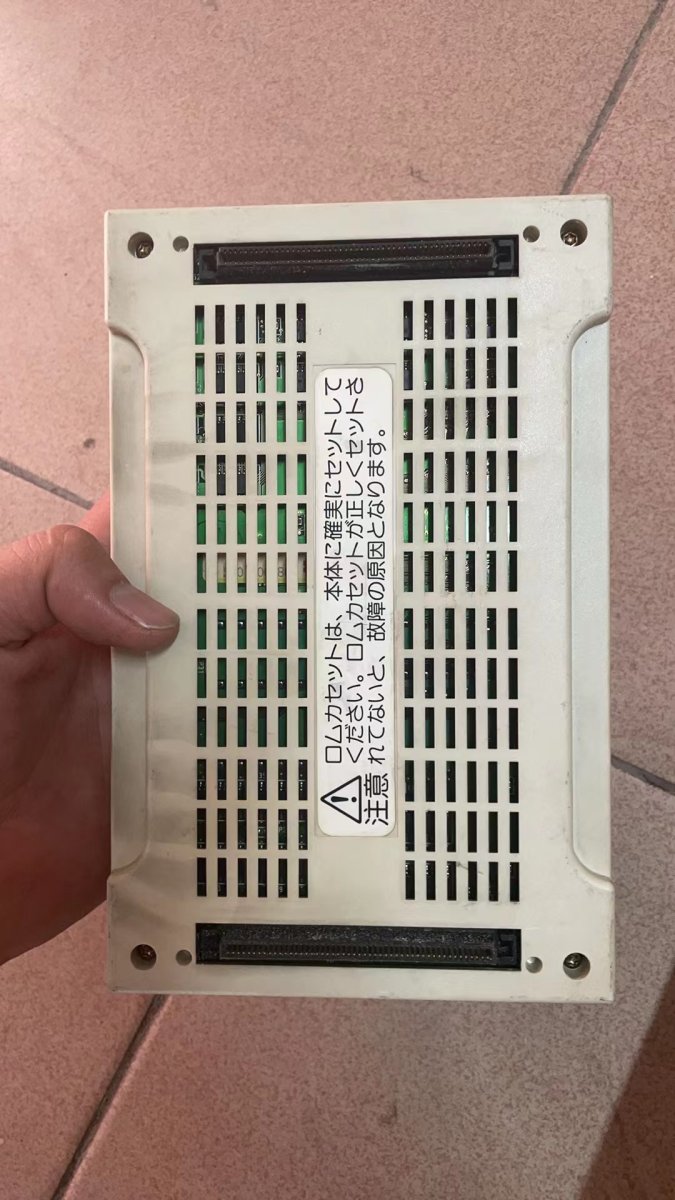 注意
ロムカセットは、本体に確実にセットして
ください。ロムカセットが正しくセットさ
れてないと、故障の原因となります。